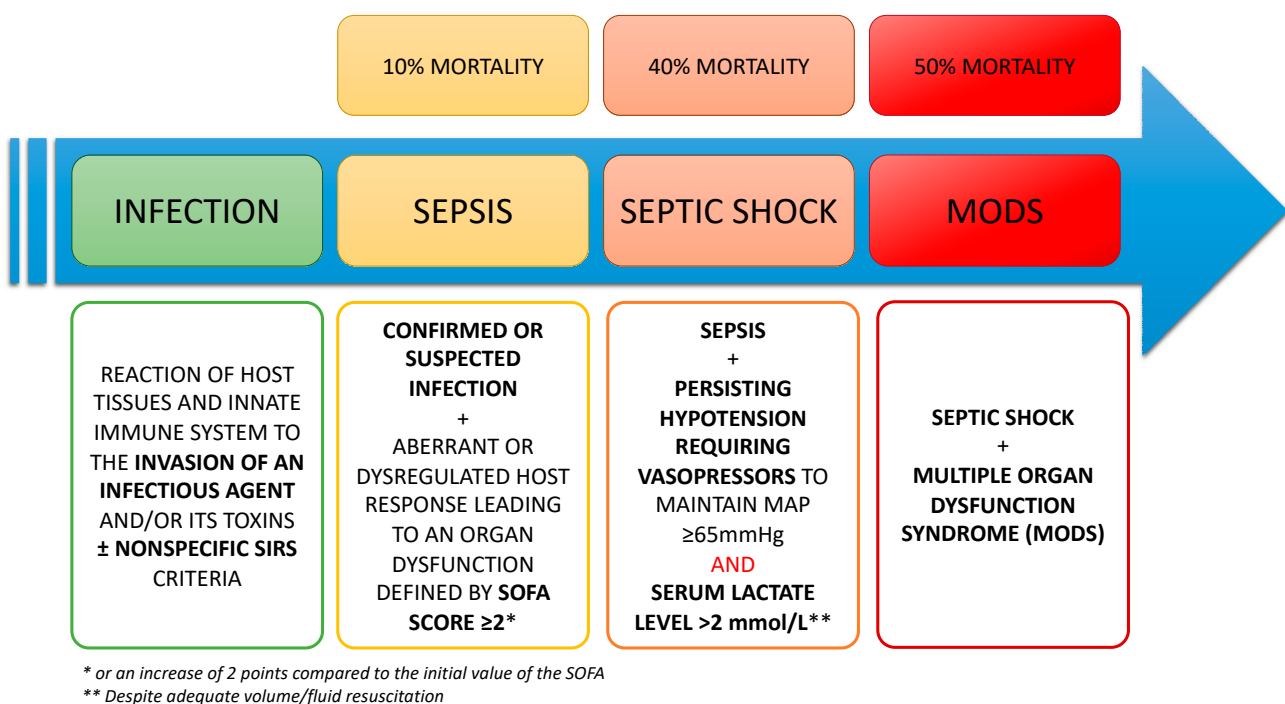 10% MORTALITY
40% MORTALITY
50% MORTALITY
INFECTION
SEPSIS
SEPTIC SHOCK
MODS
REACTION OF HOST
TISSUES AND INNATE
IMMUNE SYSTEM TO
THE INVASION OF AN
INFECTIOUS AGENT
AND/OR ITS TOXINS
± NONSPECIFIC SIRS
CRITERIA
CONFIRMED OR
SUSPECTED
INFECTION
+
ABERRANT OR
DYSREGULATED HOST
RESPONSE LEADING
TO AN ORGAN
DYSFUNCTION
DEFINED BY SOFA
SCORE ≥2*
SEPSIS
+
PERSISTING
HYPOTENSION
REQUIRING
VASOPRESSORS TO
MAINTAIN MAP
≥65mmHg
AND
SERUM LACTATE
LEVEL >2 mmol/L**
SEPTIC SHOCK
+
MULTIPLE ORGAN
DYSFUNCTION
SYNDROME (MODS)
* or an increase of 2 points compared to the initial value of the SOFA
** Despite adequate volume/fluid resuscitation